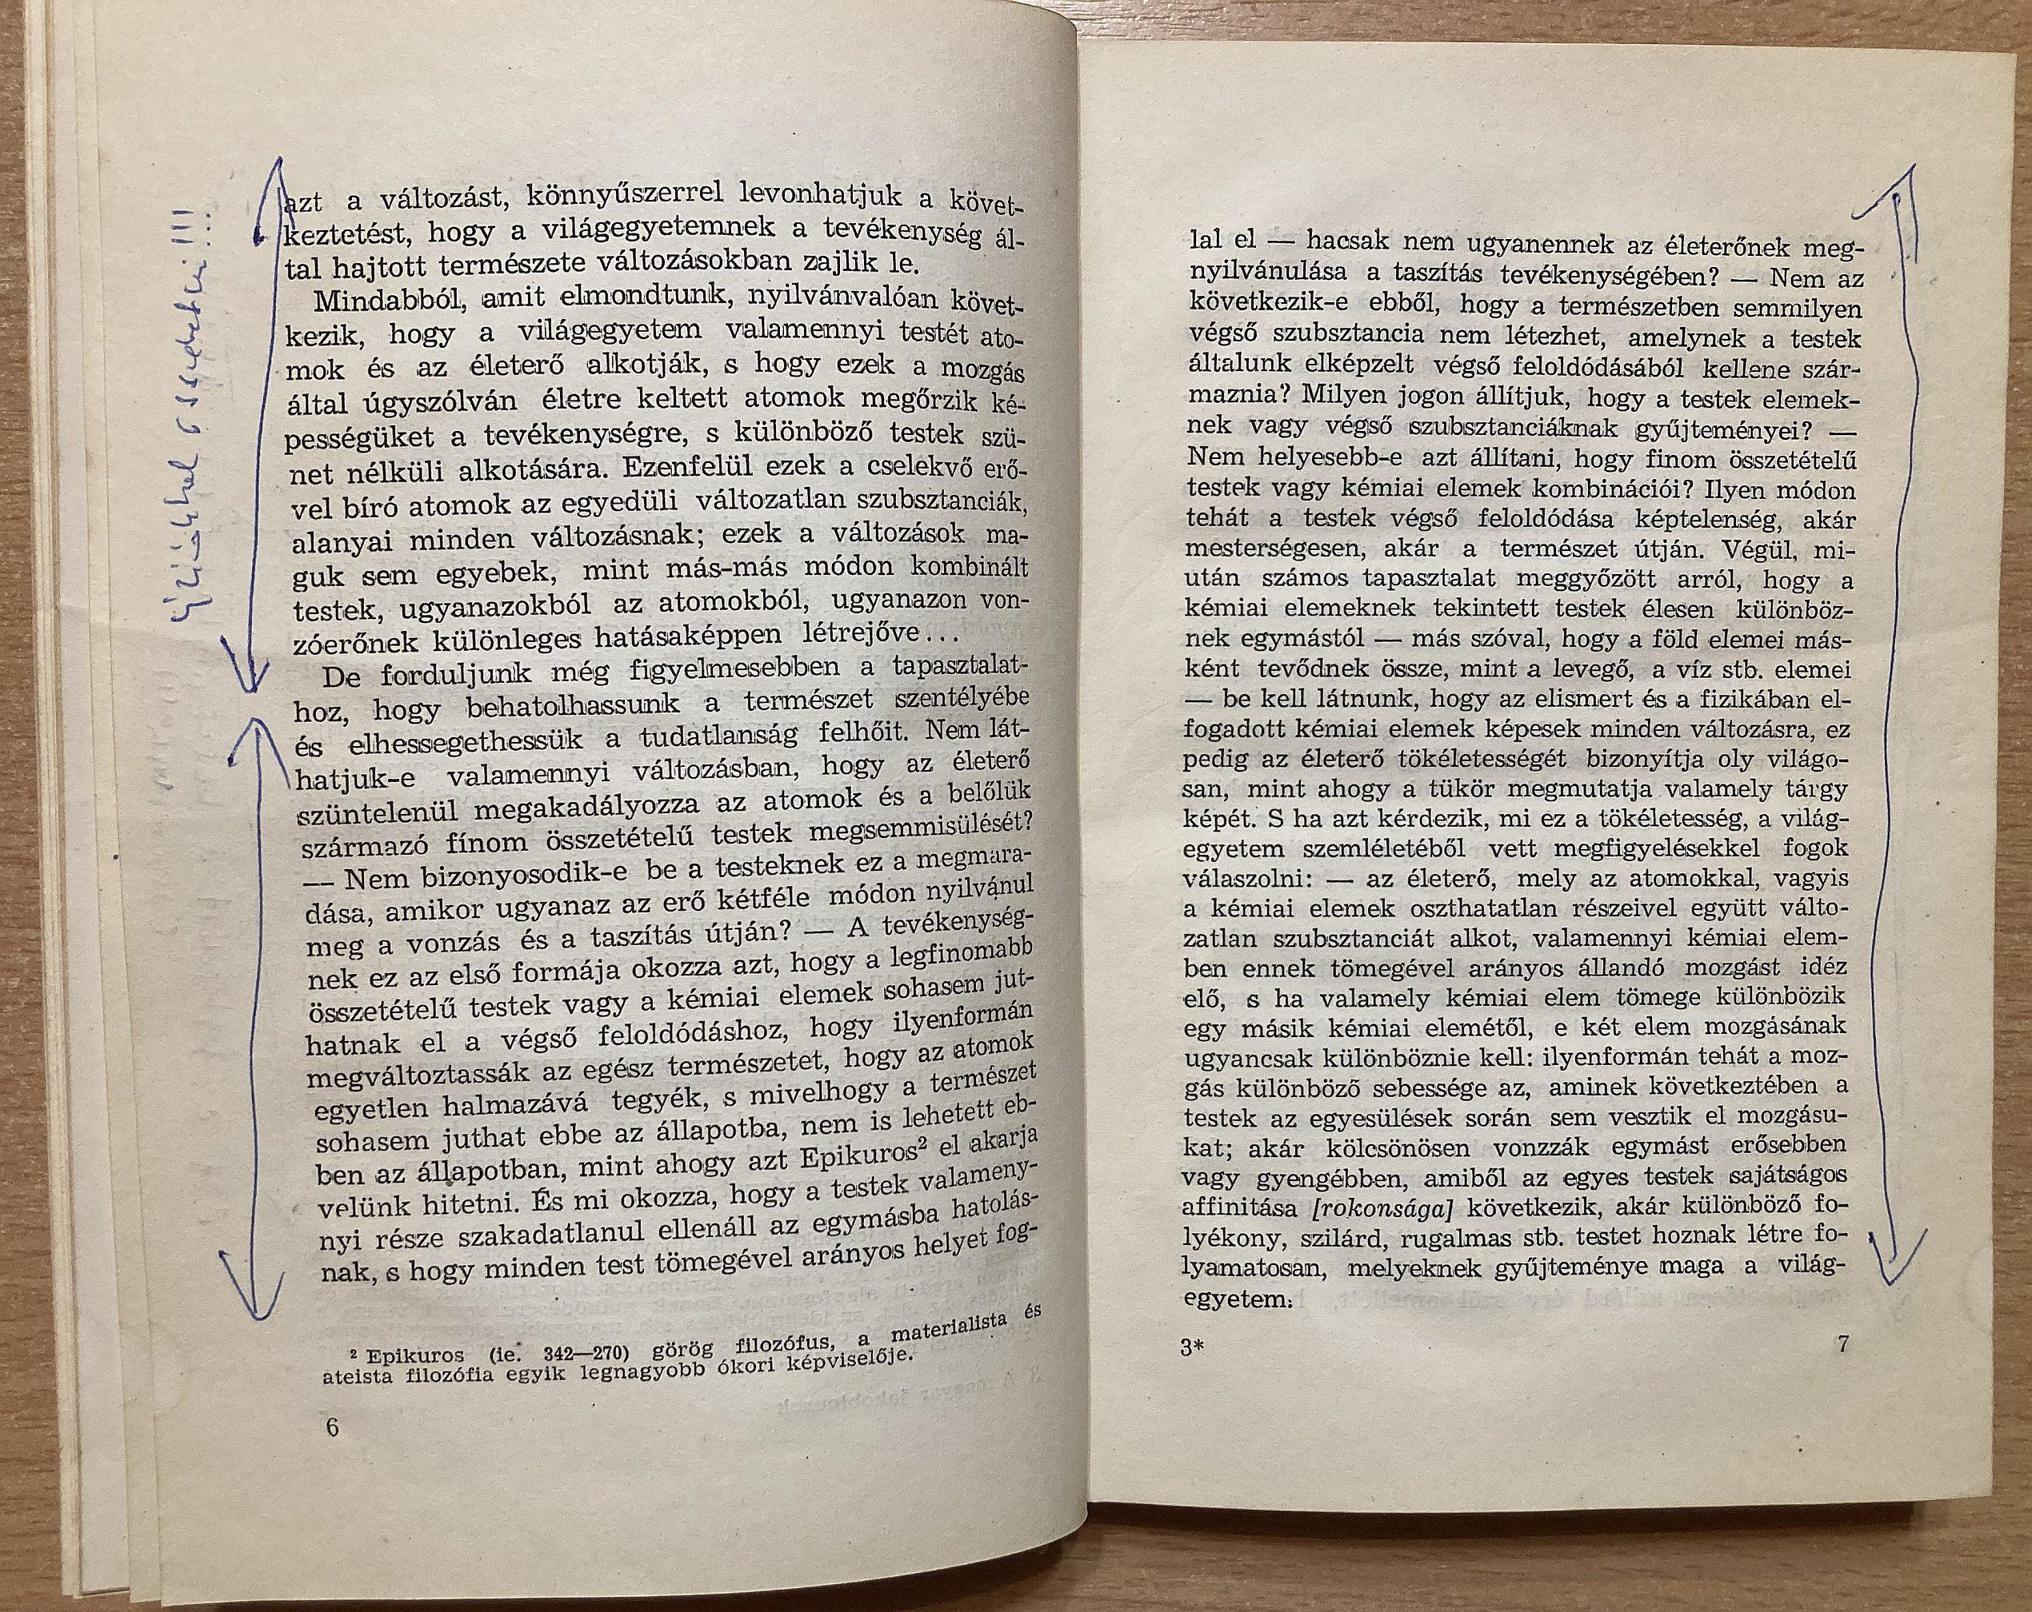 azt a változást, könnyűszerrel levonhatjuk a követ-
keztetést, hogy a világegyetemnek a tevékenység ál-
tal hajtott természete változásokban zajlik le.
Mindabból, amit elmondtunk, nyilvánvalóan követ-
kezik, hogy a világegyetem valamennyi testét ato-
mok és az életerő alkotják, s hogy ezek a mozgás
által úgyszólván életre keltett atomok megőrzik ké-
pességüket a tevékenységre, s különböző testek szü-
net nélküli alkotására. Ezenfelül ezek a cselekvő erő-
vel bíró atomok az egyedüli változatlan szubsztanciák,
alanyai minden változásnak; ezek a változások ma-
guk sem egyebek, mint más-más módon kombinált
testek, ugyanazokból az atomokból, ugyanazon von-
zóerőnek különleges hatásaképpen létrejőve...
De forduljunk még figyelmesebben a tapasztalat-
hoz, hogy behatolhassunk a természet szentélyébe
és elhessegethessük a tudatlanság felhőit. Nem lát-
hatjuk-e valamennyi változásban, hogy az életerő
szüntelenül megakadályozza az atomok és a belőlük
származó fínom összetételű testek megsemmisülését?
— Nem bizonyosodik-e be a testeknek ez a megmara-
dása, amikor ugyanaz az erő kétféle módon nyilvánul
meg a vonzás és a taszítás útján? — A tevékenység-
nek ez az első formája okozza azt, hogy a legfinomabb
összetételű testek vagy a kémiai elemek sohasem jut-
hatnak el a végső feloldódáshoz, hogy ilyenformán
megváltoztassák az egész természetet, hogy az atomok
egyetlen halmazává tegyék, s mivelhogy a természet
sohasem juthat ebbe az állapotba, nem is lehetett eb-
ben az állapotban, mint ahogy azt Epikuros² el akarja
velünk hitetni. És mi okozza, hogy a testek valameny-
nyi része szakadatlanul ellenáll az egymásba hatolás-
nak, s hogy minden test tömegével arányos helyet fog-
² Epikuros (ie. 342—270) görög filozófus, a materialista és
ateista filozófia egyik legnagyobb ókori képviselője.
6
lal el — hacsak nem ugyanennek az életerőnek meg-
nyilvánulása a taszítás tevékenységében? — Nem az
következik-e ebből, hogy a természetben semmilyen
végső szubsztancia nem létezhet, amelynek a testek
általunk elképzelt végső feloldódásából kellene szár-
maznia? Milyen jogon állítjuk, hogy a testek elemek-
nek vagy végső szubsztanciáknak gyűjteményei? —
Nem helyesebb-e azt állítani, hogy finom összetételű
testek vagy kémiai elemek kombinációi? Ilyen módon
tehát a testek végső feloldódása képtelenség, akár
mesterségesen, akár a természet útján. Végül, mi-
után számos tapasztalat meggyőzött arról, hogy a
kémiai elemeknek tekintett testek élesen különböz-
nek egymástól — más szóval, hogy a föld elemei más-
ként tevődnek össze, mint a levegő, a víz stb. elemei
— be kell látnunk, hogy az elismert és a fizikában el-
fogadott kémiai elemek képesek minden változásra, ez
pedig az életerő tökéletességét bizonyítja oly világo-
san, mint ahogy a tükör megmutatja valamely tárgy
képét. S ha azt kérdezik, mi ez a tökéletesség, a világ-
egyetem szemléletéből vett megfigyelésekkel fogok
válaszolni: — az életerő, mely az atomokkal, vagyis
a kémiai elemek oszthatatlan részeivel együtt válto-
zatlan szubsztanciát alkot, valamennyi kémiai elem-
ben ennek tömegével arányos állandó mozgást idéz
elő, s ha valamely kémiai elem tömege különbözik
egy másik kémiai elemétől, e két elem mozgásának
ugyancsak különböznie kell: ilyenformán tehát a moz-
gás különböző sebessége az, aminek következtében a
testek az egyesülések során sem vesztik el mozgásu-
kat; akár kölcsönösen vonzzák egymást erősebben
vagy gyengébben, amiből az egyes testek sajátságos
affinitása [rokonsága] következik, akár különböző fo-
lyékony, szilárd, rugalmas stb. testet hoznak létre fo-
lyamatosan, melyeknek gyűjteménye maga a világ-
egyetem.
3*
7